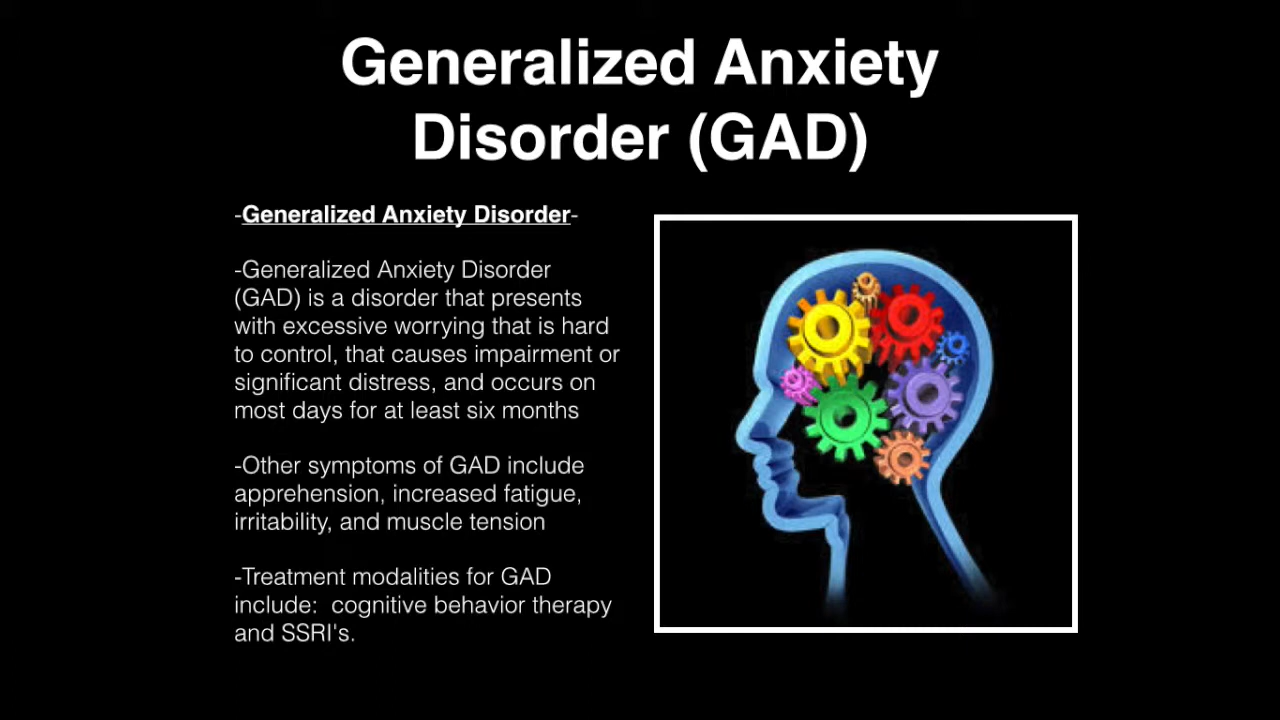 Generalized Anxiety
Disorder (GAD)
-Generalized Anxiety Disorder-
-Generalized Anxiety Disorder
(GAD) is a disorder that presents
with excessive worrying that is hard
to control, that causes impairment or
significant distress, and occurs on
most days for at least six months
-Other symptoms of GAD include
apprehension, increased fatigue,
irritability, and muscle tension
-Treatment modalities for GAD
include:  cognitive behavior therapy
and SSRI's.